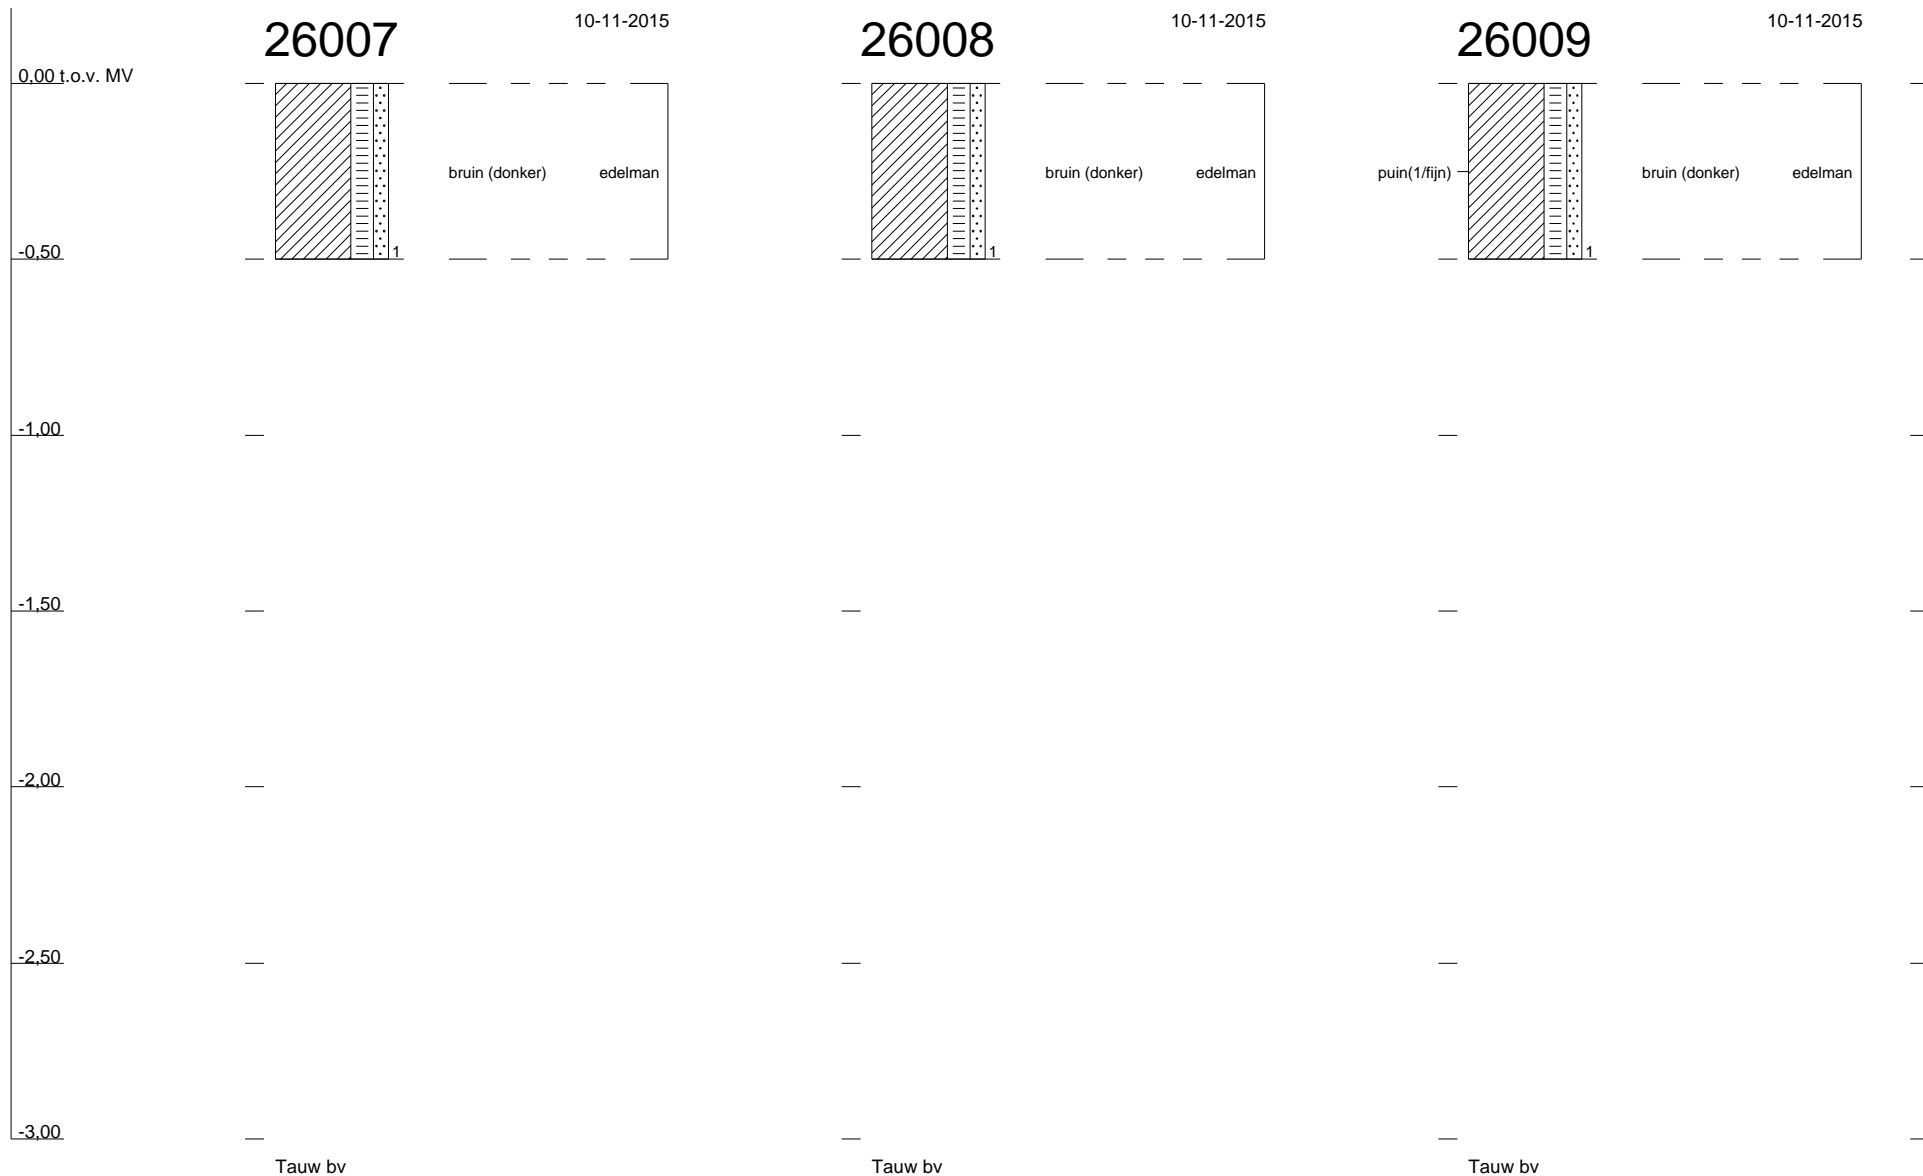 26007
10-11-2015
26008
10-11-2015
26009
10-11-2015
0,00 t.o.v. MV
bruin (donker)
edelman
bruin (donker)
edelman
puin(1/fijn)
bruin (donker)
edelman
-0,50
1
1
1
-1,00
-1,50
-2,00
-2,50
-3,00
Tauw bv
Tauw bv
Tauw bv